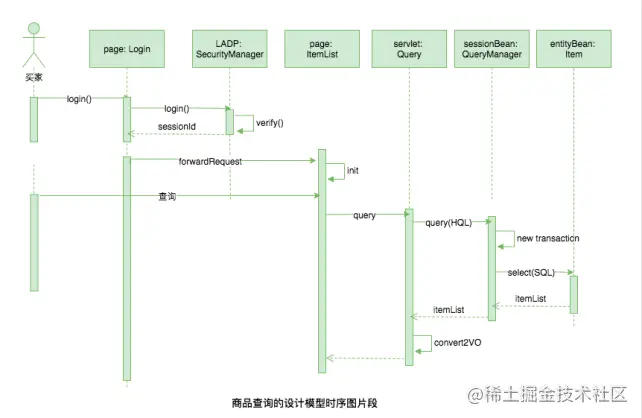 买家
page: Login
LADP:
SecurityManager
page:
ItemList
servlet:
Query
sessionBean:
QueryManager
entityBean:
Item
login()
login()
verify()
sessionId
forwardRequest
init
查询
query
query(HQL)
new transaction
select(SQL)
itemList
itemList
convert2VO
商品查询的设计模型时序图片段
@稀土掘金技术社区